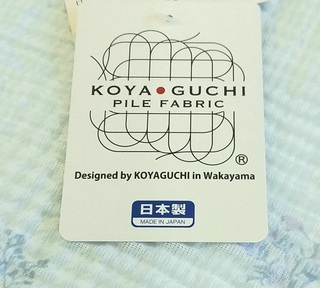 KOYA●GUCHI
PILE FABRIC
®
Designed by KOYAGUCHI in Wakayama
日本製
MADE IN JAPAN